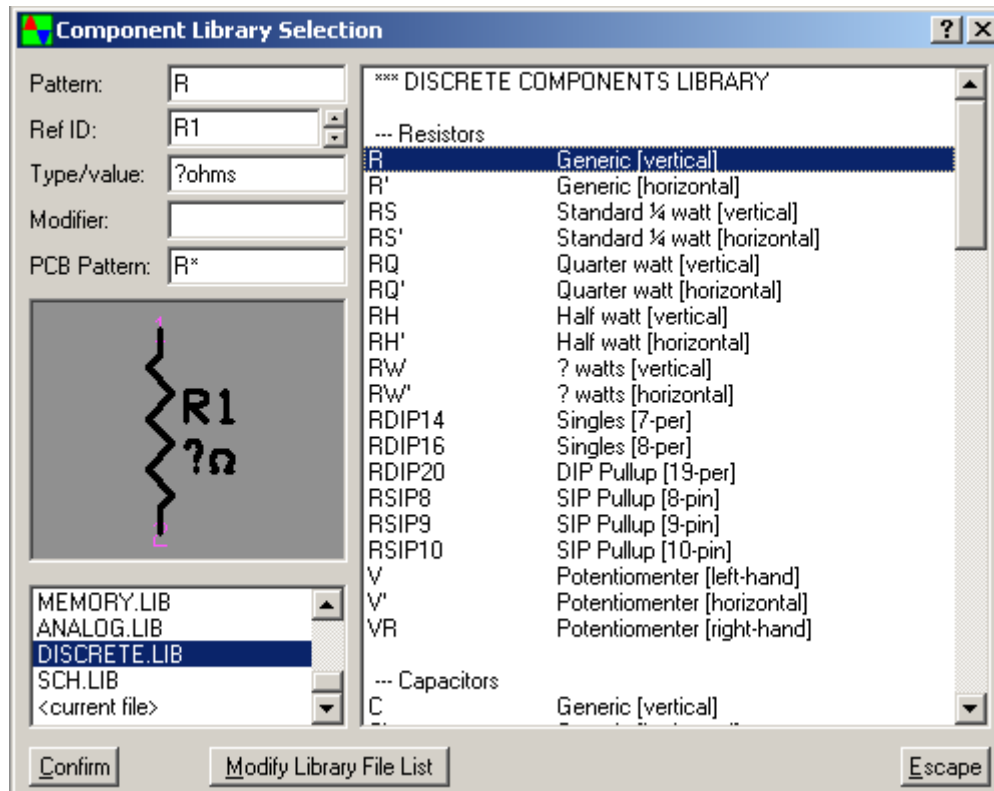 Component Library Selection
Pattern: R
Ref ID: R1
Type/value: ?ohms
Modifier:
PCB Pattern: R*
R1
?Ω
MEMORY.LIB
ANALOG.LIB
DISCRETE.LIB
SCH.LIB
<current file>
*** DISCRETE COMPONENTS LIBRARY
--- Resistors
R Generic [vertical]
R' Generic [horizontal]
RS Standard ¼ watt [vertical]
RS' Standard ¼ watt [horizontal]
RQ Quarter watt [vertical]
RQ' Quarter watt [horizontal]
RH Half watt [vertical]
RH' Half watt [horizontal]
RW ? watts [vertical]
RW' ? watts [horizontal]
RDIP14 Singles [7-per]
RDIP16 Singles [8-per]
RDIP20 DIP Pullup [19-per]
RSIP8 SIP Pullup [8-pin]
RSIP9 SIP Pullup [9-pin]
RSIP10 SIP Pullup [10-pin]
V Potentiomenter [left-hand]
V' Potentiomenter [horizontal]
VR Potentiomenter [right-hand]
--- Capacitors
C Generic [vertical]
Confirm
Modify Library File List
Escape